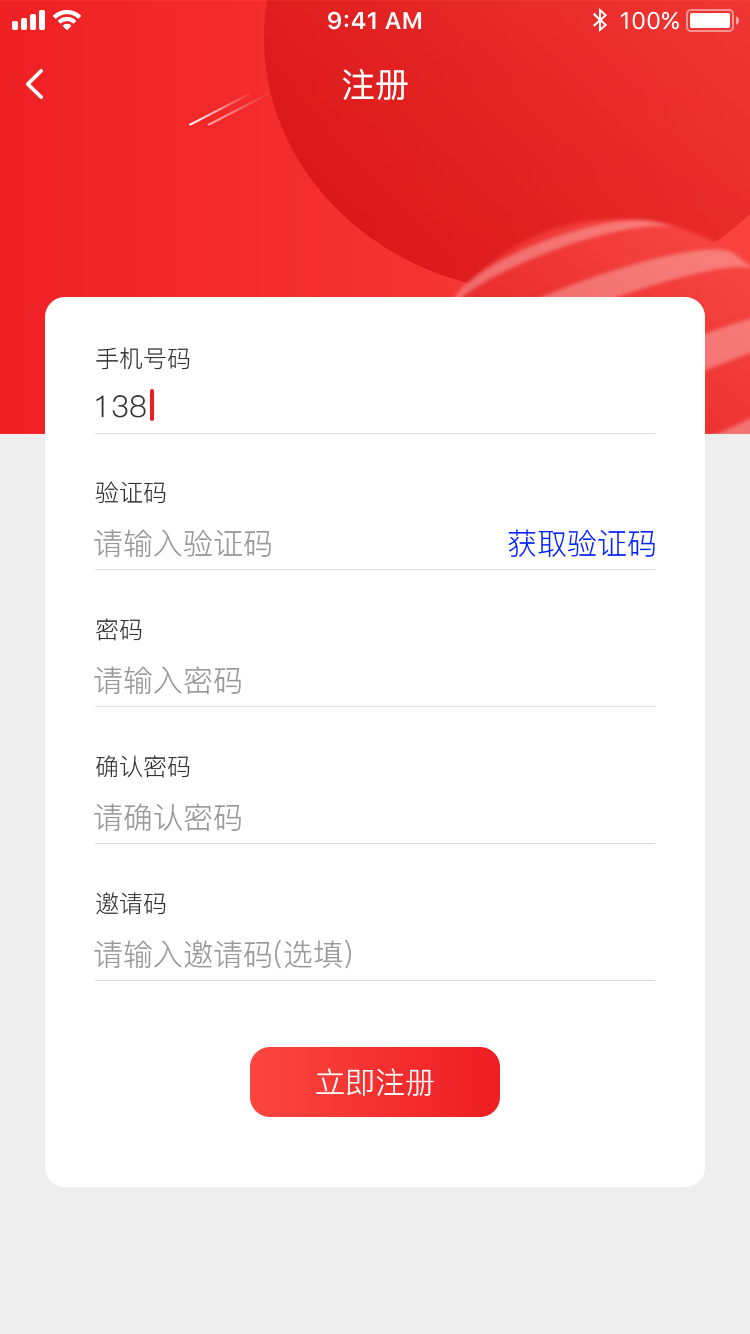 9:41 AM 100%
注册
手机号码
138
验证码
请输入验证码 获取验证码
密码
请输入密码
确认密码
请确认密码
邀请码
请输入邀请码(选填)
立即注册